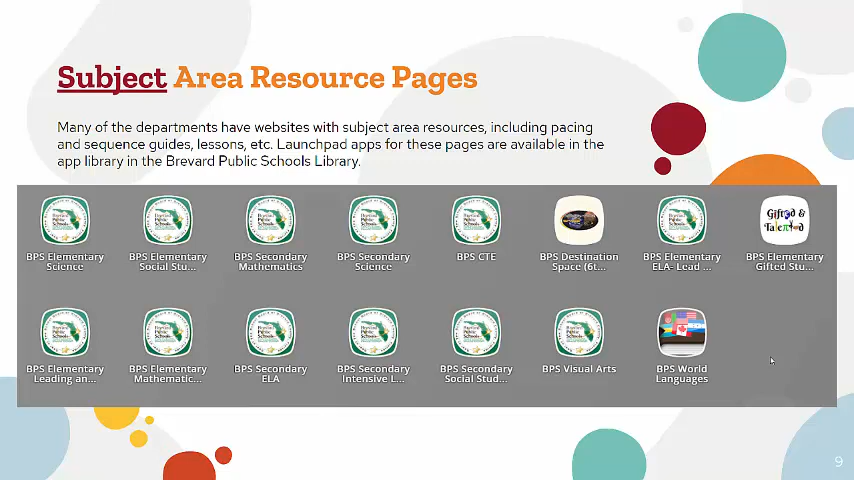 Subject Area Resource Pages
Many of the departments have websites with subject area resources, including pacing
and sequence guides, lessons, etc. Launchpad apps for these pages are available in the
app library in the Brevard Public Schools Library.
BPS Elementary Science
BPS Elementary Social Stu...
BPS Secondary Mathematics
BPS Secondary Science
BPS CTE
BPS Destination Space (6t...
BPS Elementary ELA- Lead ...
Gifted & Talented
BPS Elementary Gifted Stu...
BPS Elementary Leading an...
BPS Elementary Mathematic...
BPS Secondary ELA
BPS Secondary Intensive L...
BPS Secondary Social Stud...
BPS Visual Arts
BPS World Languages
9